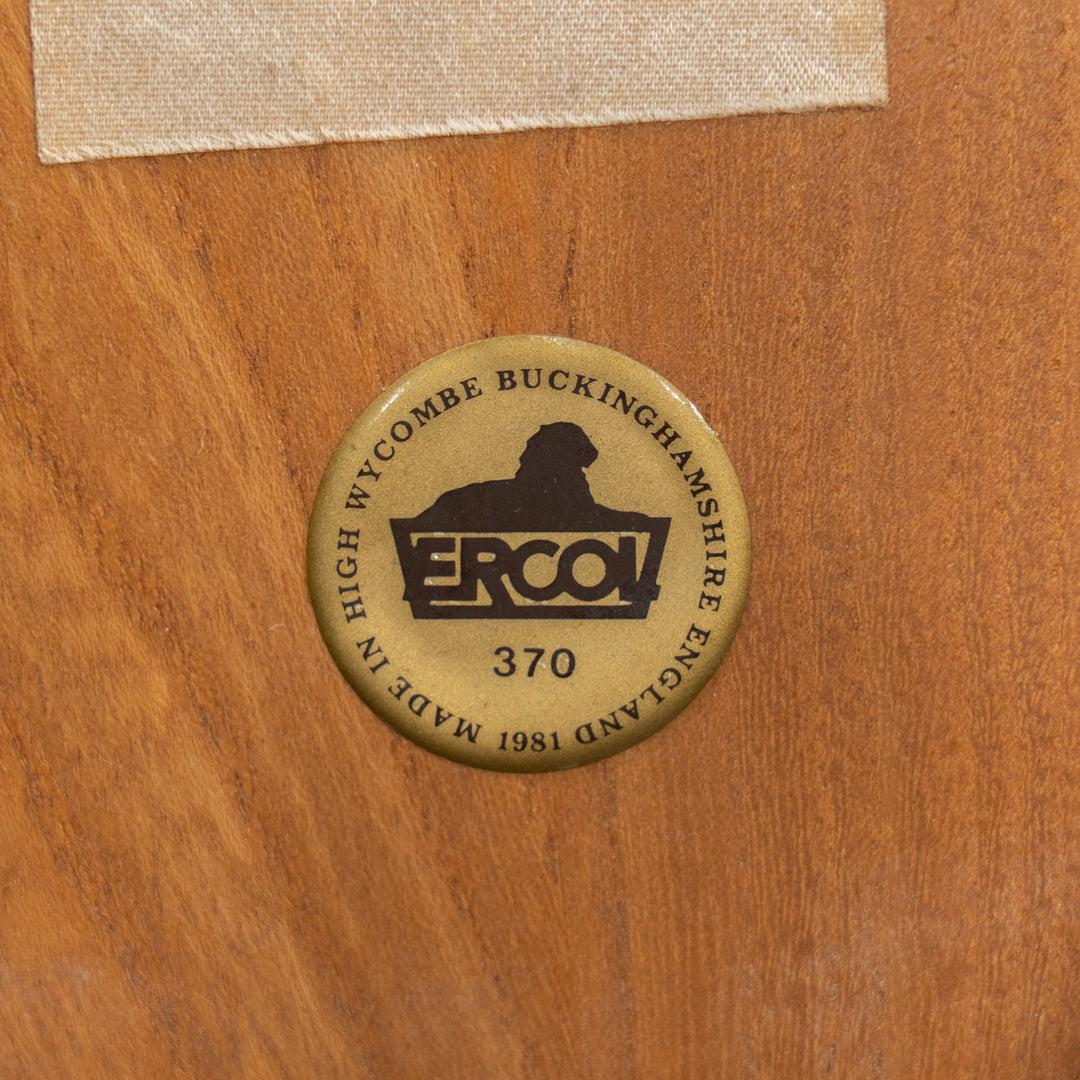 MADE IN HIGH WYCOMBE BUCKINGHAMSHIRE ENGLAND
ERCOL
370
1981